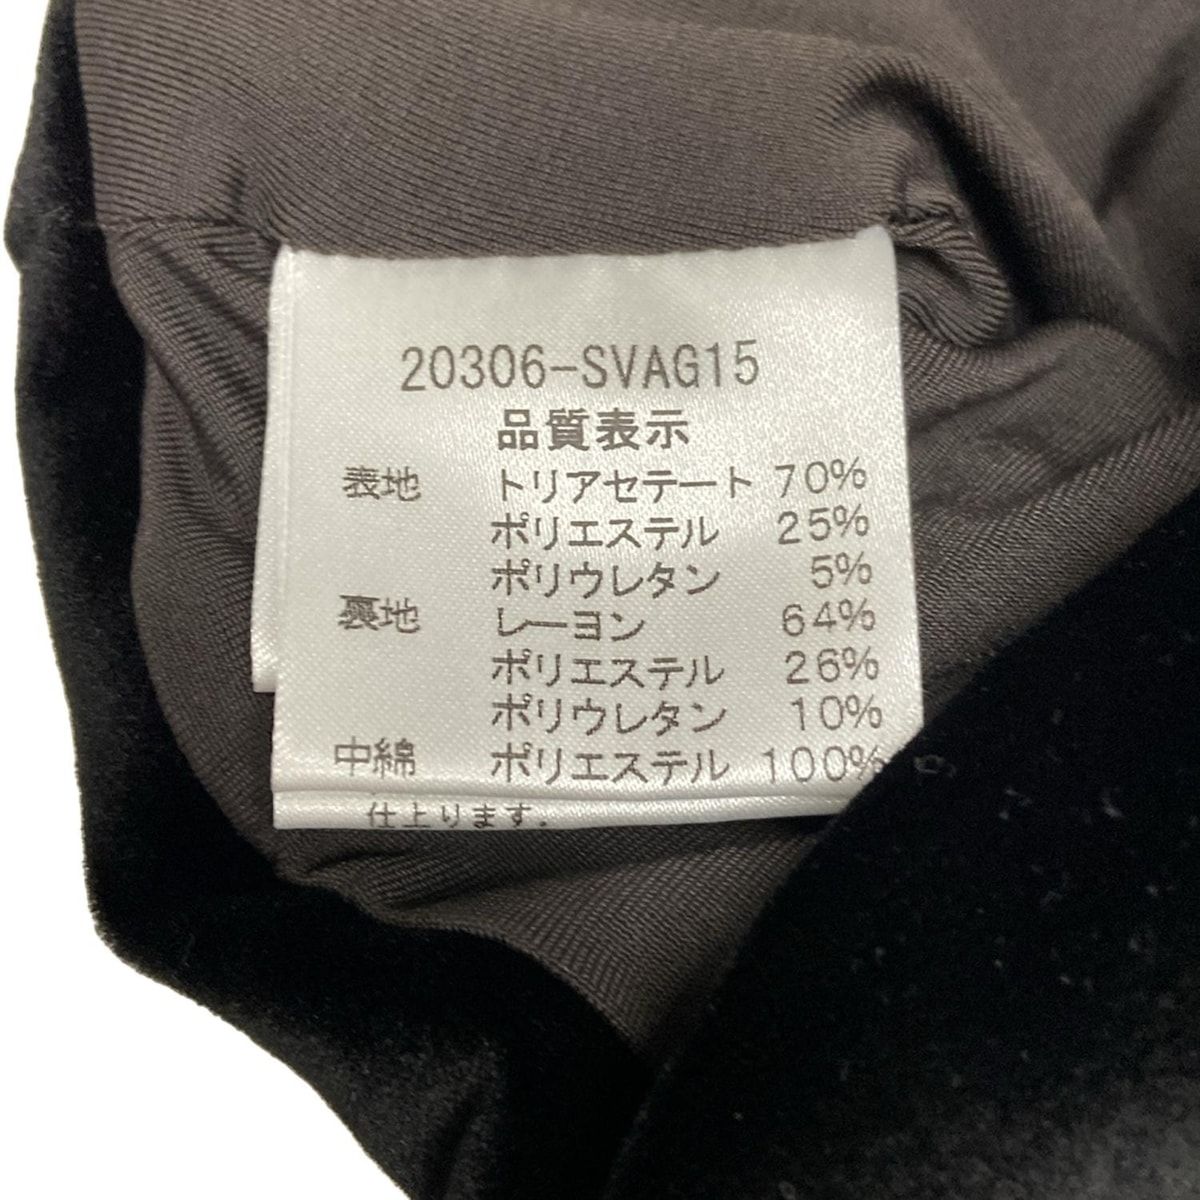 20306-SVAG15
品質表示
表地 トリアセテート 70%
ポリエステル 25%
ポリウレタン 5%
裏地 レーヨン 64%
ポリエステル 26%
ポリウレタン 10%
中綿 ポリエステル 100%
仕上ります.